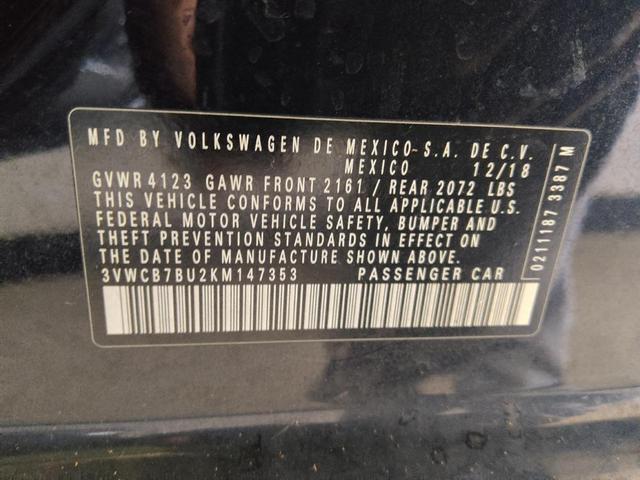 MFD BY VOLKSWAGEN DE MEXICO-S.A. DE C.V.
MEXICO 12/18
GVWR 4123 GAWR FRONT 2161 / REAR 2072 LBS
THIS VEHICLE CONFORMS TO ALL APPLICABLE U.S.
FEDERAL MOTOR VEHICLE SAFETY, BUMPER AND
THEFT PREVENTION STANDARDS IN EFFECT ON
THE DATE OF MANUFACTURE SHOWN ABOVE.
3VWCB7BU2KM147353 PASSENGER CAR
0211187 3387 M